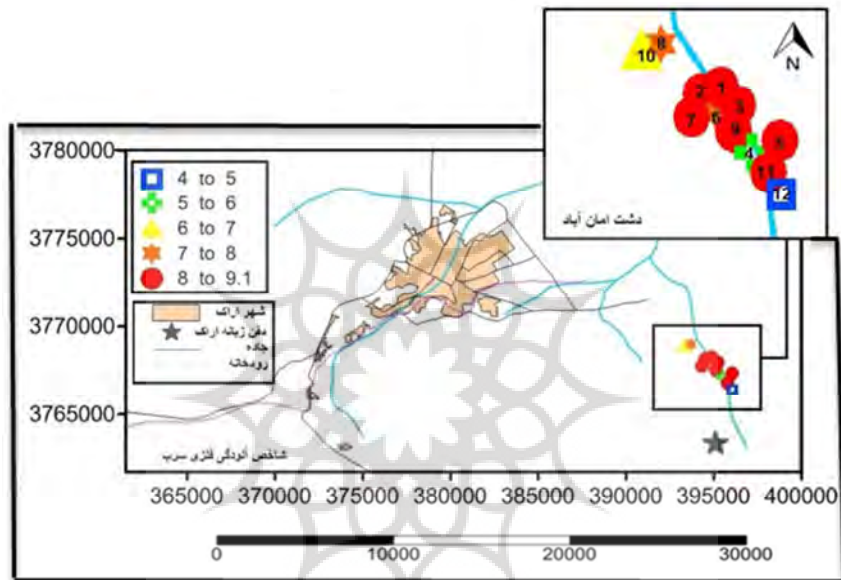 8
10
N
1
2
3
7
6
9
4
11
12
دشت امان آباد
3780000
3775000
3770000
3765000
4 to 5
5 to 6
6 to 7
7 to 8
8 to 9.1
شهر اراک
دفن زباله اراک
جاده
رودخانه
شاخص آلودگی فلزی سرب
365000 370000 375000 380000 385000 390000 395000 400000
0 10000 20000 30000